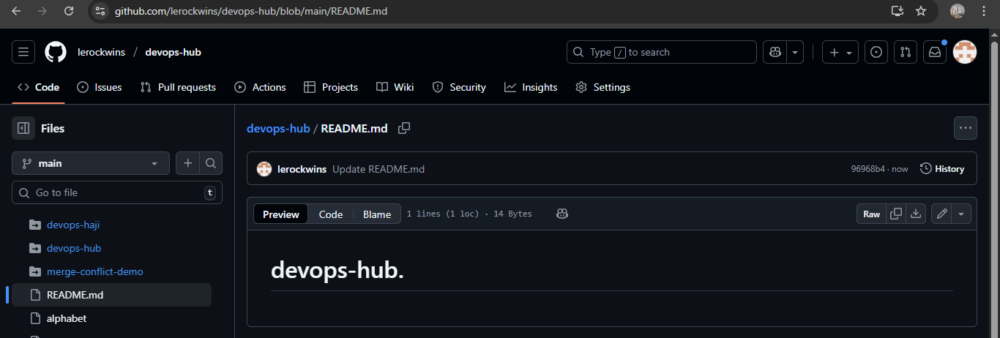 github.com/lerockwins/devops-hub/blob/main/README.md
lerockwins / devops-hub
Type / to search
Code Issues Pull requests Actions Projects Wiki Security Insights Settings
Files
devops-hub / README.md
main
lerockwins Update README.md 96968b4 · now History
Go to file t
Preview Code Blame 1 lines (1 loc) · 14 Bytes Raw
devops-haji
devops-hub
merge-conflict-demo
README.md
alphabet
devops-hub.